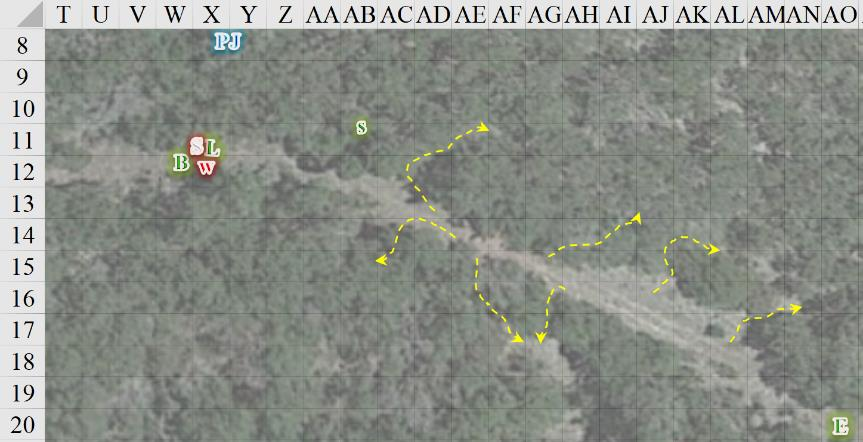 T U V W X Y Z AA AB AC AD AE AF AG AH AI AJ AK AL AM AN AO
8 PJ
9
10
11 S L s
12 B W
13
14
15
16
17
18
19
20 E